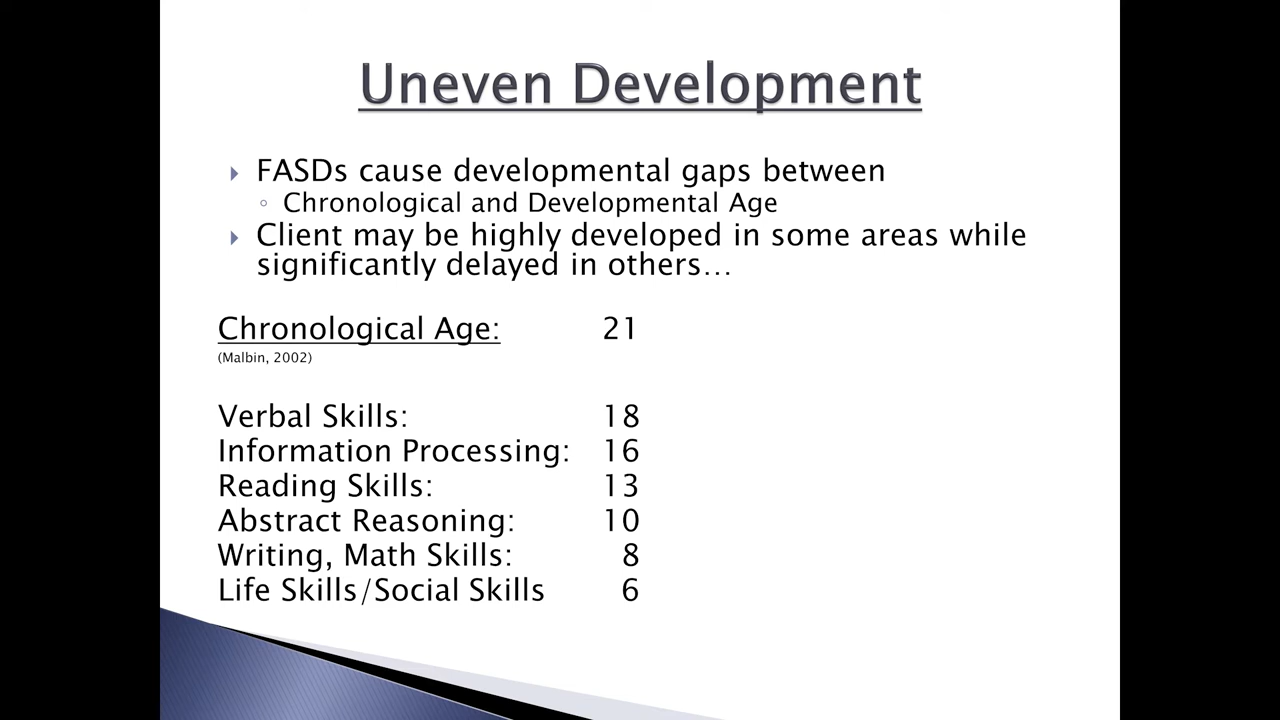 Uneven Development
FASDs cause developmental gaps between
Chronological and Developmental Age
Client may be highly developed in some areas while
significantly delayed in others…
Chronological Age: 21
(Malbin, 2002)
Verbal Skills: 18
Information Processing: 16
Reading Skills: 13
Abstract Reasoning: 10
Writing, Math Skills: 8
Life Skills/Social Skills 6